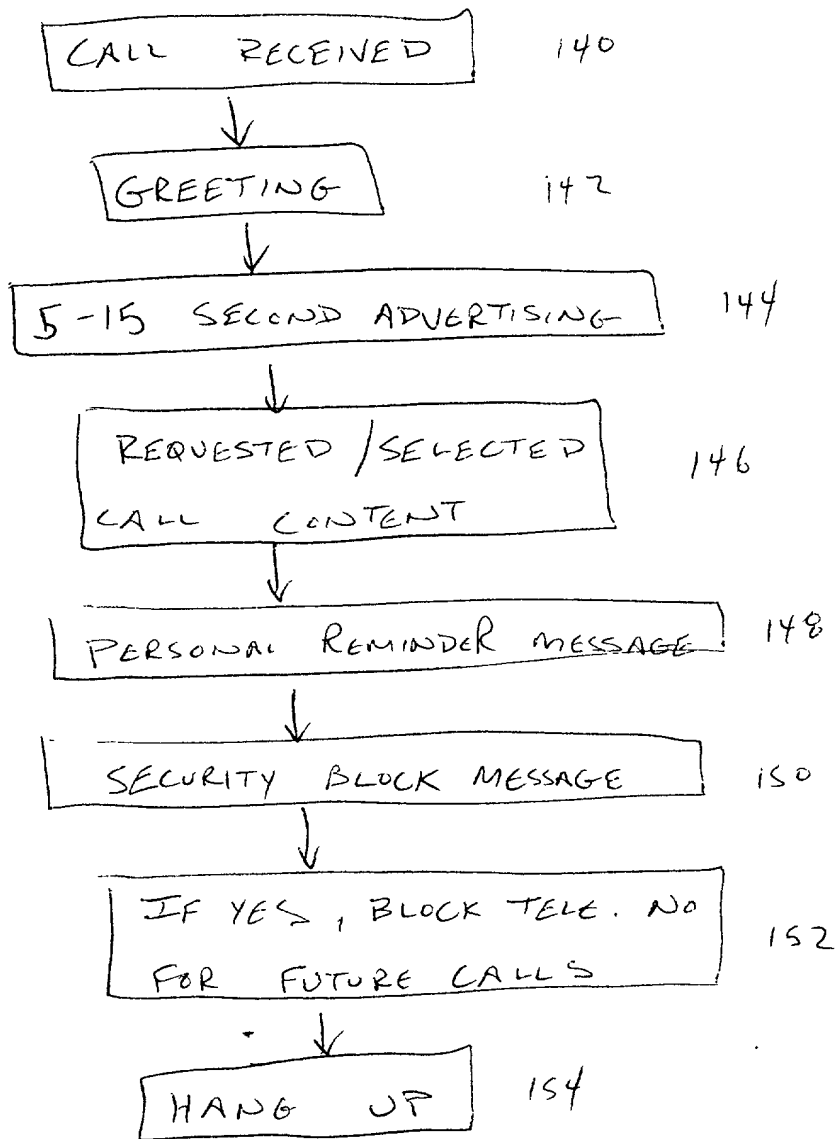 CALL RECEIVED 140
GREETING 142
5-15 SECOND ADVERTISING 144
REQUESTED/SELECTED
CALL CONTENT 146
PERSONAL REMINDER MESSAGE 148
SECURITY BLOCK MESSAGE 150
IF YES, BLOCK TELE. NO
FOR FUTURE CALLS 152
HANG UP 154